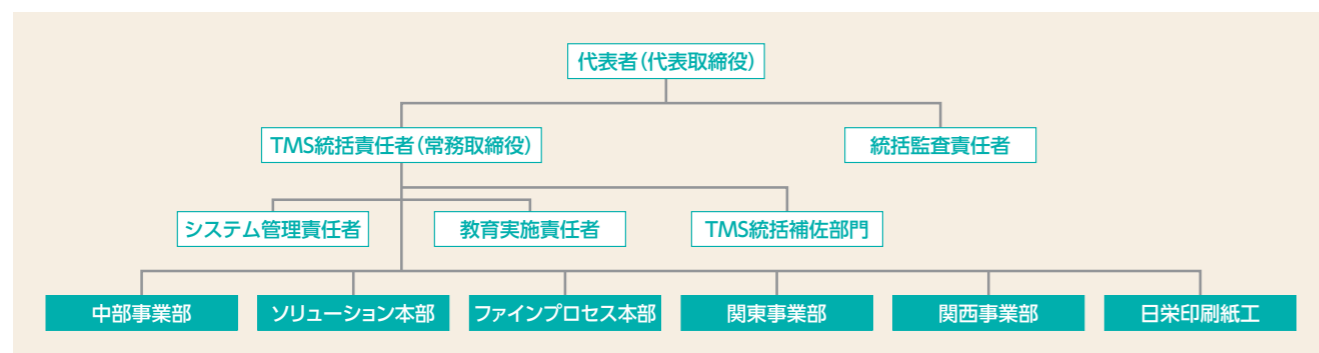 代表者（代表取締役）
TMS統括責任者（常務取締役）
統括監査責任者
システム管理責任者
教育実施責任者
TMS統括補佐部門
中部事業部
ソリューション本部
ファインプロセス本部
関東事業部
関西事業部
日栄印刷紙工